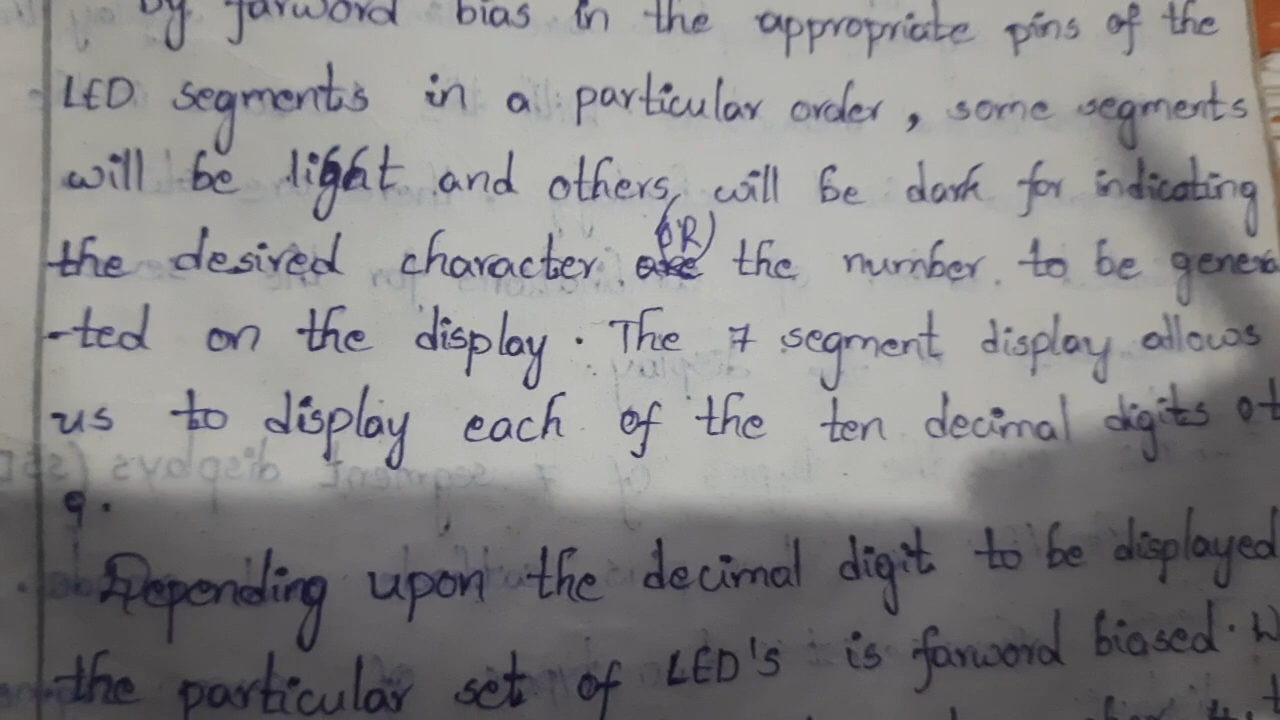 by farword bias in the appropriate pins of the
LED segments in a particular order, some segments
will be light and others, will be dark for indicating
the desired character (OR) the number to be genera
-ted on the display. The 7 segment display allows
us to display each of the ten decimal digits
9.
Depending upon the decimal digit to be displayed
the particular set of LED's is farword biased.